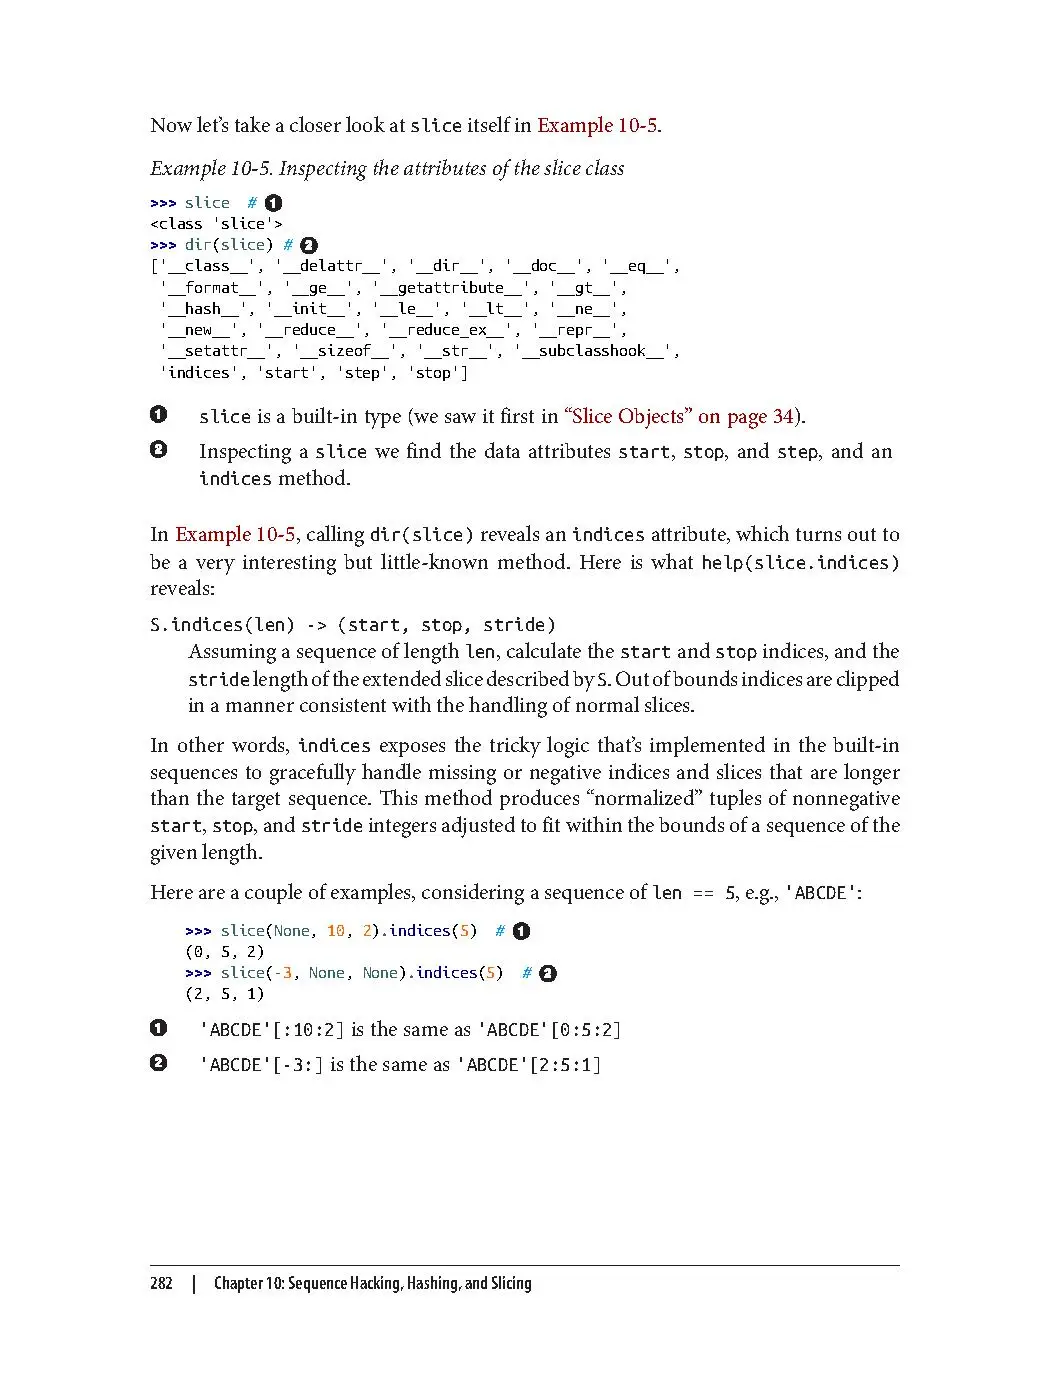 Now let's take a closer look at slice itself in Example 10-5.
Example 10-5. Inspecting the attributes of the slice class
>>> slice  # ❶
<class 'slice'>
>>> dir(slice) # ❷
['__class__', '__delattr__', '__dir__', '__doc__', '__eq__',
 '__format__', '__ge__', '__getattribute__', '__gt__',
 '__hash__', '__init__', '__le__', '__lt__', '__ne__',
 '__new__', '__reduce__', '__reduce_ex__', '__repr__',
 '__setattr__', '__sizeof__', '__str__', '__subclasshook__',
 'indices', 'start', 'step', 'stop']
❶ slice is a built-in type (we saw it first in “Slice Objects” on page 34).
❷ Inspecting a slice we find the data attributes start, stop, and step, and an
indices method.
In Example 10-5, calling dir(slice) reveals an indices attribute, which turns out to
be a very interesting but little-known method. Here is what help(slice.indices)
reveals:
S.indices(len) -> (start, stop, stride)
Assuming a sequence of length len, calculate the start and stop indices, and the
stride length of the extended slice described by S. Out of bounds indices are clipped
in a manner consistent with the handling of normal slices.
In other words, indices exposes the tricky logic that's implemented in the built-in
sequences to gracefully handle missing or negative indices and slices that are longer
than the target sequence. This method produces “normalized” tuples of nonnegative
start, stop, and stride integers adjusted to fit within the bounds of a sequence of the
given length.
Here are a couple of examples, considering a sequence of len == 5, e.g., 'ABCDE':
>>> slice(None, 10, 2).indices(5)  # ❶
(0, 5, 2)
>>> slice(-3, None, None).indices(5)  # ❷
(2, 5, 1)
❶ 'ABCDE'[:10:2] is the same as 'ABCDE'[0:5:2]
❷ 'ABCDE'[-3:] is the same as 'ABCDE'[2:5:1]
282 | Chapter 10: Sequence Hacking, Hashing, and Slicing